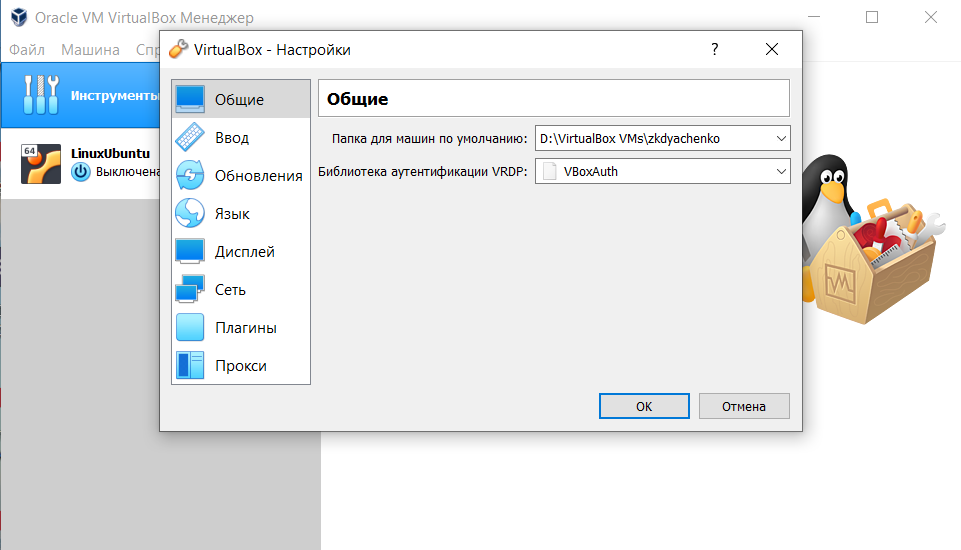 Oracle VM VirtualBox Менеджер
Файл Машина
Инструменты
64
LinuxUbuntu
Выключена
VirtualBox - Настройки
?
Общие
Ввод
Обновления
Язык
Дисплей
Сеть
Плагины
Прокси
Общие
Папка для машин по умолчанию: D:\VirtualBox VMs\zkdyachenko
Библиотека аутентификации VRDP: VBoxAuth
OK Отмена